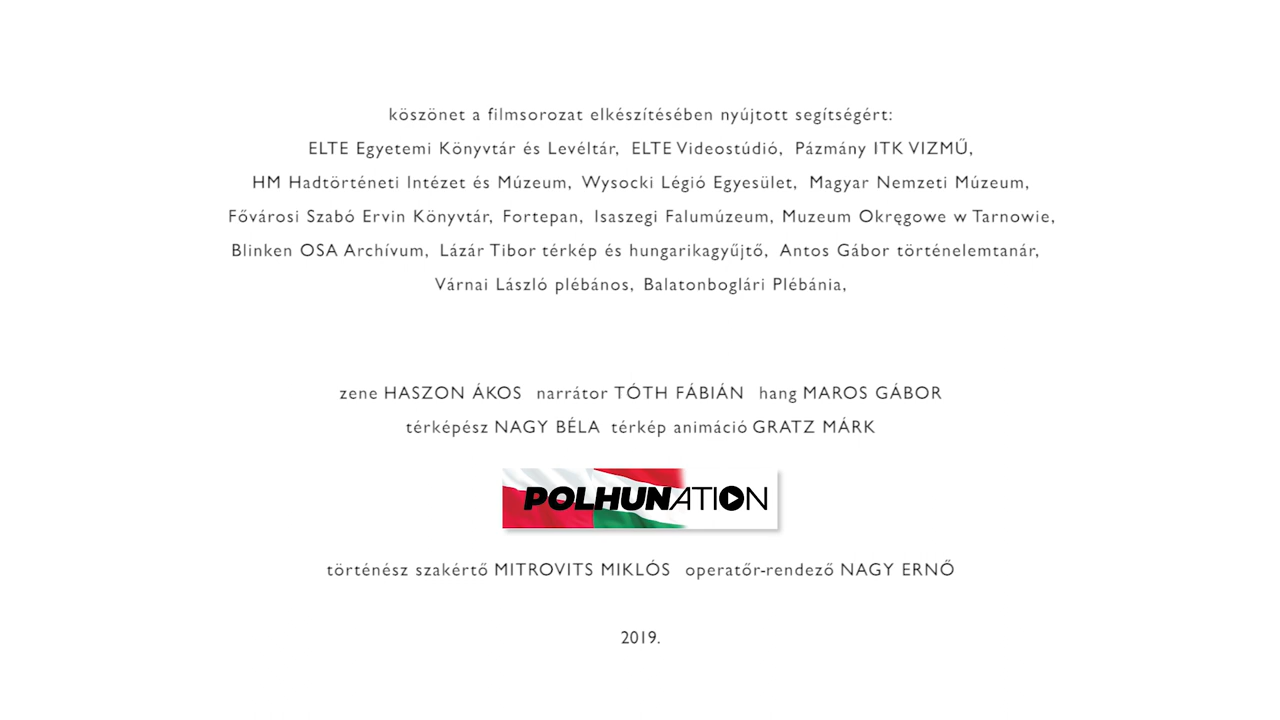 köszönet a filmsorozat elkészítésében nyújtott segítségért:
ELTE Egyetemi Könyvtár és Levéltár, ELTE Videostúdió, Pázmány ITK VIZMŰ,
HM Hadtörténeti Intézet és Múzeum, Wysocki Légió Egyesület, Magyar Nemzeti Múzeum,
Fővárosi Szabó Ervin Könyvtár, Fortepan, Isaszegi Falumúzeum, Muzeum Okręgowe w Tarnowie,
Blinken OSA Archívum, Lázár Tibor térkép és hungarikagyűjtő, Antos Gábor történelemtanár,
Várnai László plébános, Balatonboglári Plébánia,
zene HASZON ÁKOS narrátor TÓTH FÁBIÁN hang MAROS GÁBOR
térképész NAGY BÉLA térkép animáció GRATZ MÁRK
POLHUNATION
történész szakértő MITROVITS MIKLÓS operatőr-rendező NAGY ERNŐ
2019.